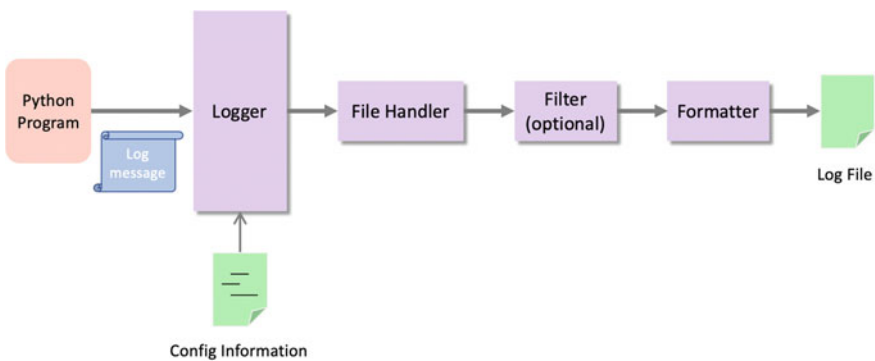 Python
Program
Log
message
Logger
File Handler
Filter
(optional)
Formatter
Log File
Config Information